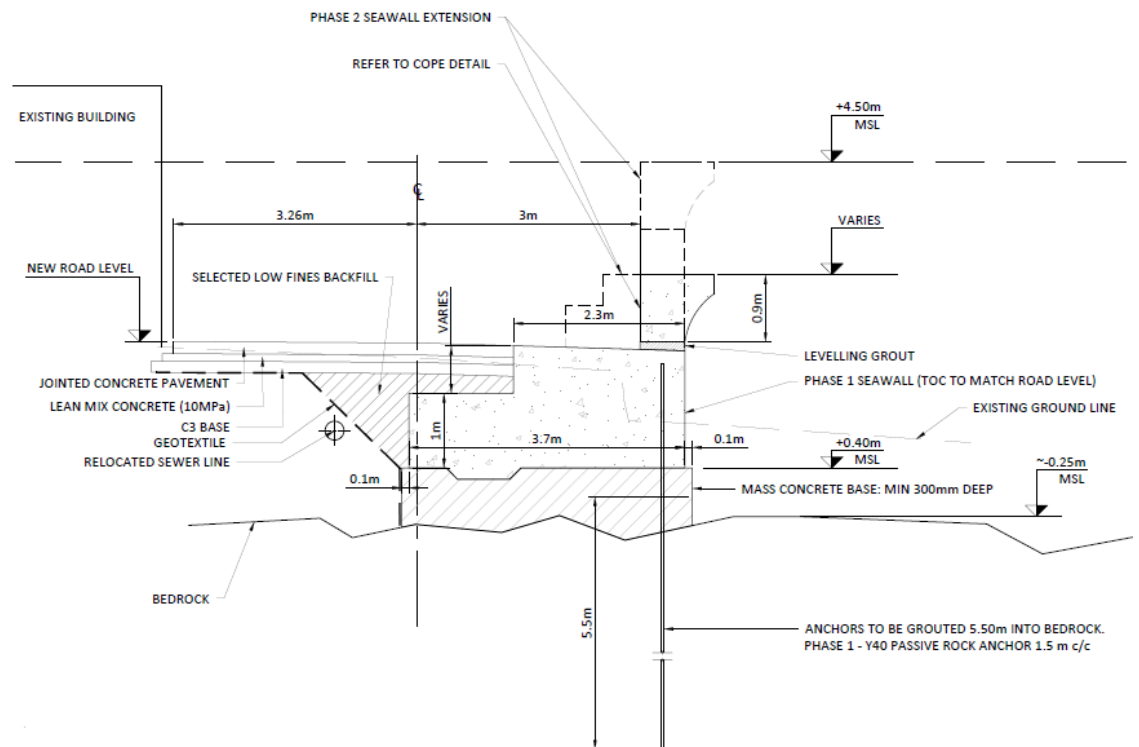 PHASE 2 SEAWALL EXTENSION
REFER TO COPE DETAIL
EXISTING BUILDING
+4.50m
MSL
℄
3.26m
3m
VARIES
NEW ROAD LEVEL
SELECTED LOW FINES BACKFILL
VARIES
2.3m
0.9m
LEVELLING GROUT
JOINTED CONCRETE PAVEMENT
PHASE 1 SEAWALL (TOC TO MATCH ROAD LEVEL)
LEAN MIX CONCRETE (10MPa)
EXISTING GROUND LINE
C3 BASE
GEOTEXTILE
1m
3.7m
0.1m
RELOCATED SEWER LINE
+0.40m
MSL
~-0.25m
MSL
0.1m
MASS CONCRETE BASE: MIN 300mm DEEP
BEDROCK
5.5m
ANCHORS TO BE GROUTED 5.50m INTO BEDROCK.
PHASE 1 - Y40 PASSIVE ROCK ANCHOR 1.5 m c/c